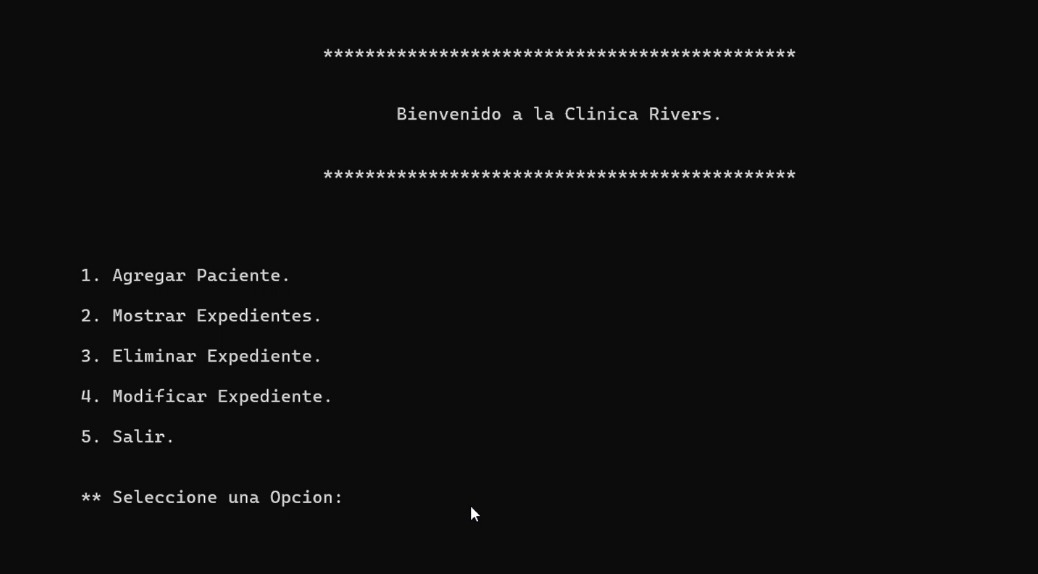 *********************************************
Bienvenido a la Clinica Rivers.
*********************************************
1. Agregar Paciente.
2. Mostrar Expedientes.
3. Eliminar Expediente.
4. Modificar Expediente.
5. Salir.
** Seleccione una Opcion: